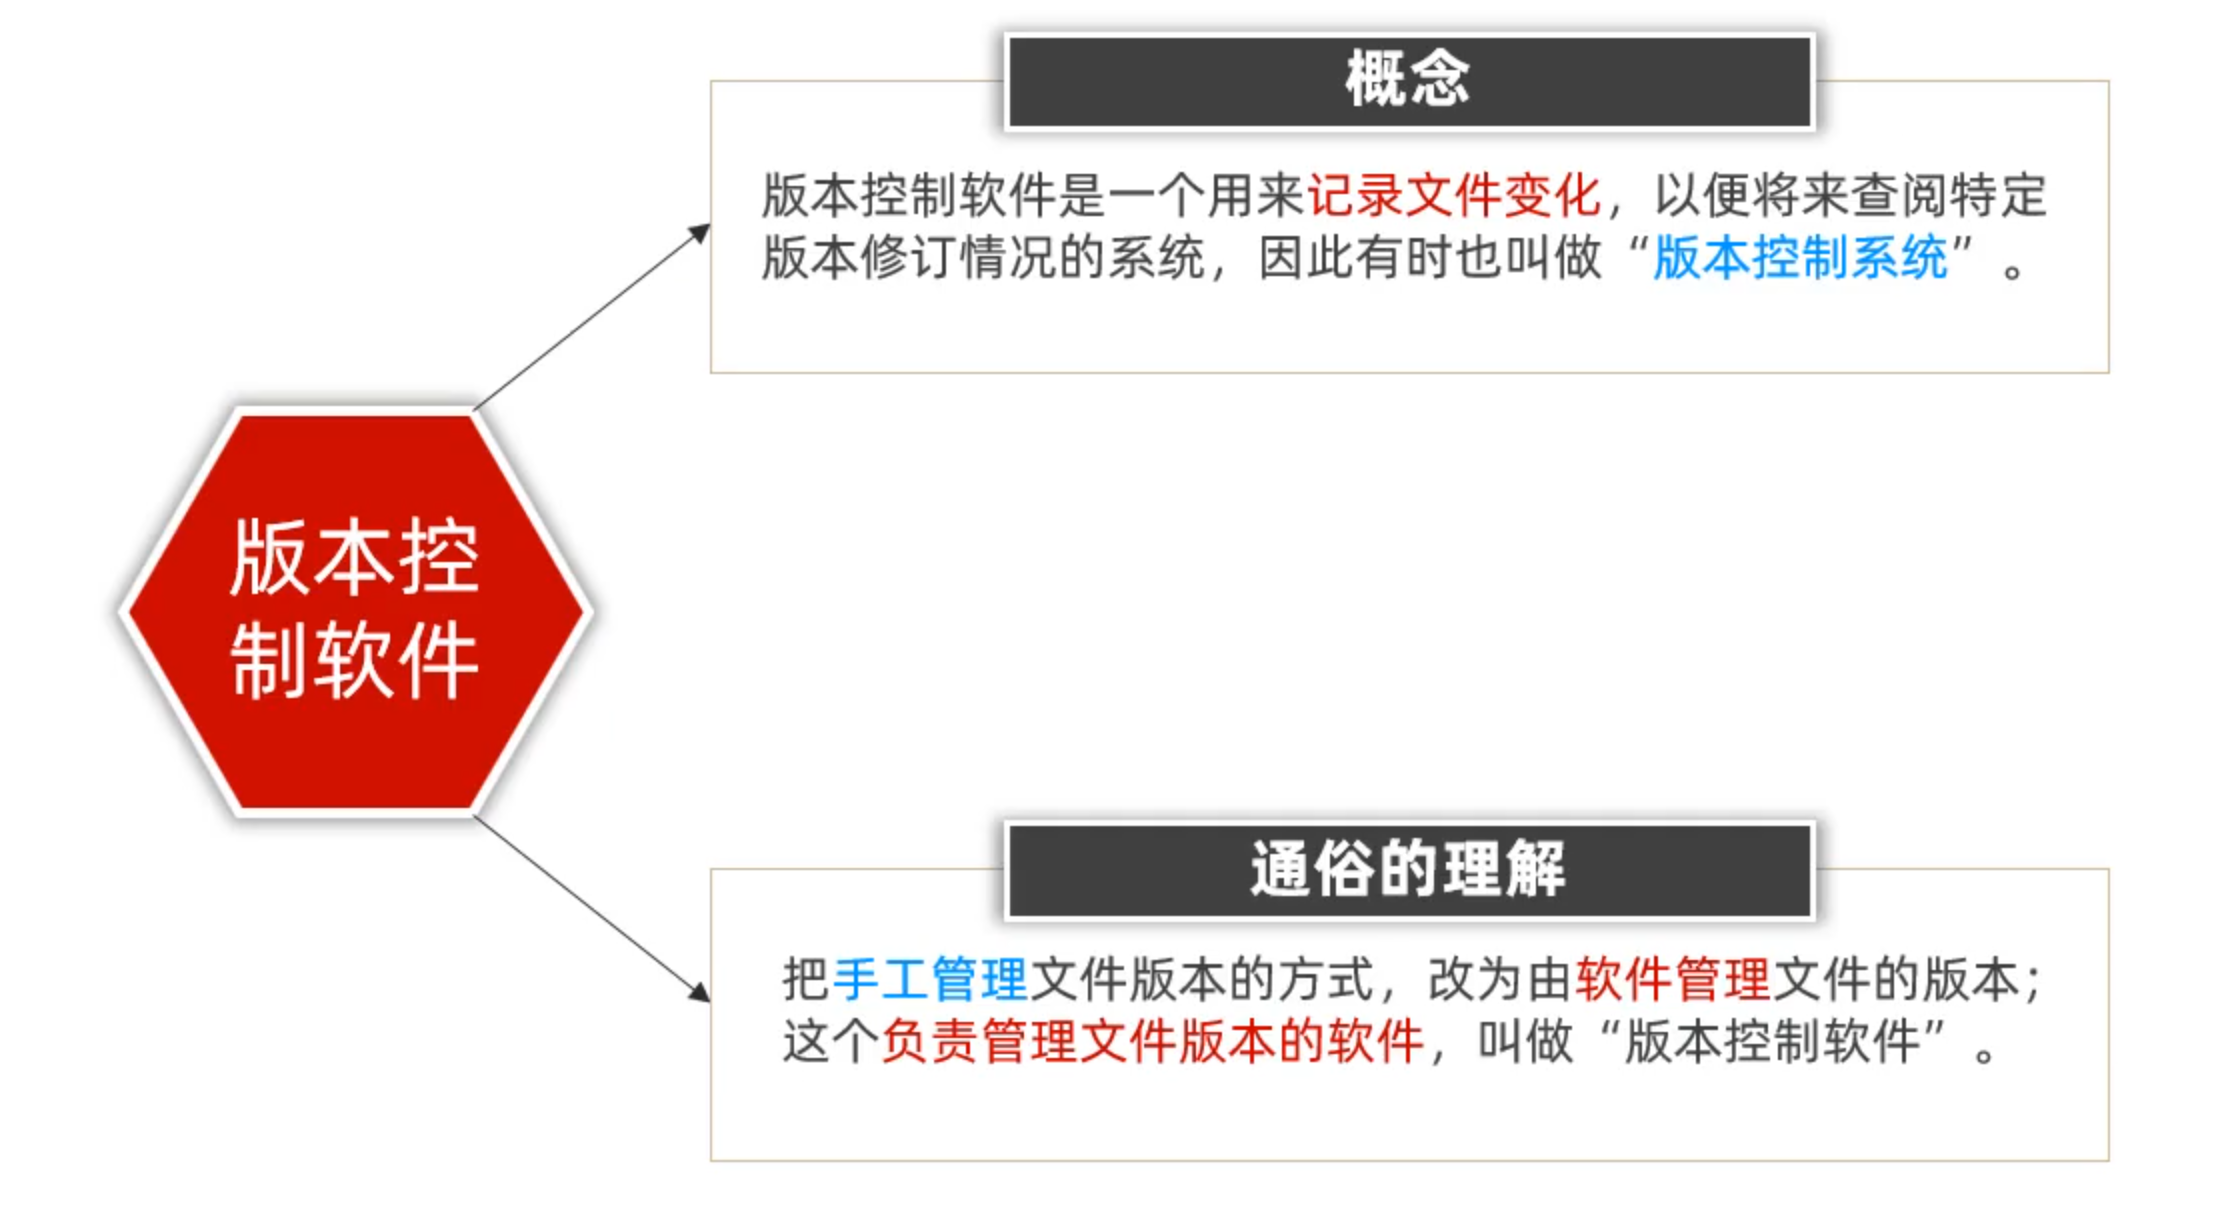 概念
版本控制软件是一个用来记录文件变化，以便将来查阅特定
版本修订情况的系统，因此有时也叫做“版本控制系统”。
版本控
制软件
通俗的理解
把手工管理文件版本的方式，改为由软件管理文件的版本；
这个负责管理文件版本的软件，叫做“版本控制软件”。